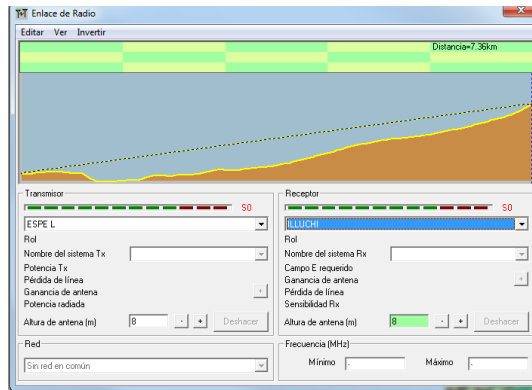 Enlace de Radio
Editar Ver Invertir
Distancia=7.36km
Transmisor
S0
ESPE L
Rol
Nombre del sistema Tx
Potencia Tx
Pérdida de línea
Ganancia de antena
+
Potencia radiada
Altura de antena (m) 8 - + Deshacer
Receptor
S0
ILLUCHI
Rol
Nombre del sistema Rx
Campo E requerido
Ganancia de antena
+
Pérdida de línea
Sensibilidad Rx
Altura de antena (m) 8 - + Deshacer
Red
Sin red en común
Frecuencia (MHz)
Mínimo - Máximo -